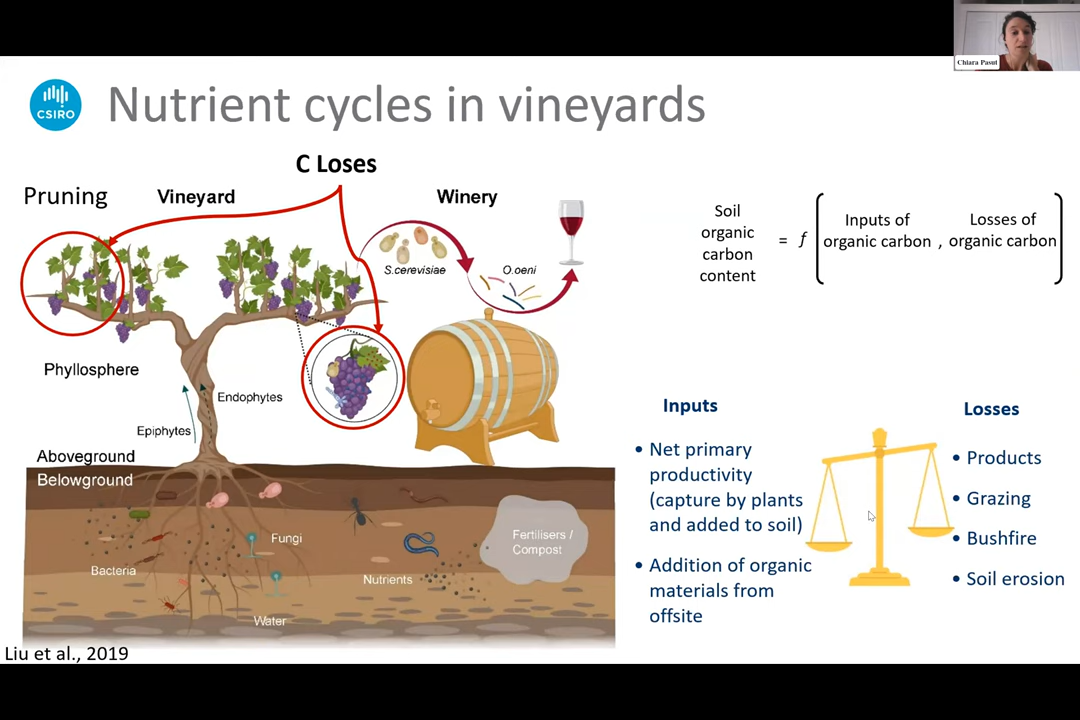 Chiara Pasut
CSIRO
Nutrient cycles in vineyards
C Loses
Pruning
Vineyard
Winery
S.cerevisiae
O.oeni
Phyllosphere
Endophytes
Epiphytes
Aboveground
Belowground
Fungi
Bacteria
Nutrients
Water
Fertilisers /
Compost
Liu et al., 2019
Soil
organic
carbon
content
= f
Inputs of
organic carbon
,
Losses of
organic carbon
Inputs
• Net primary
productivity
(capture by plants
and added to soil)
• Addition of organic
materials from
offsite
Losses
• Products
• Grazing
• Bushfire
• Soil erosion